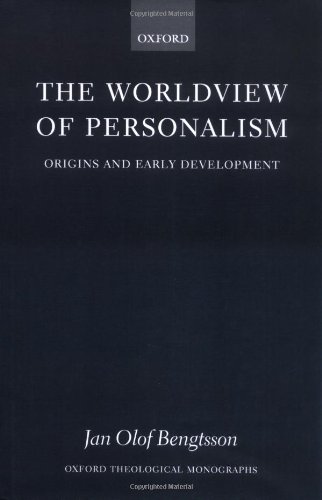 OXFORD
THE WORLDVIEW
OF PERSONALISM
ORIGINS AND EARLY DEVELOPMENT
Jan Olof Bengtsson
OXFORD THEOLOGICAL MONOGRAPHS